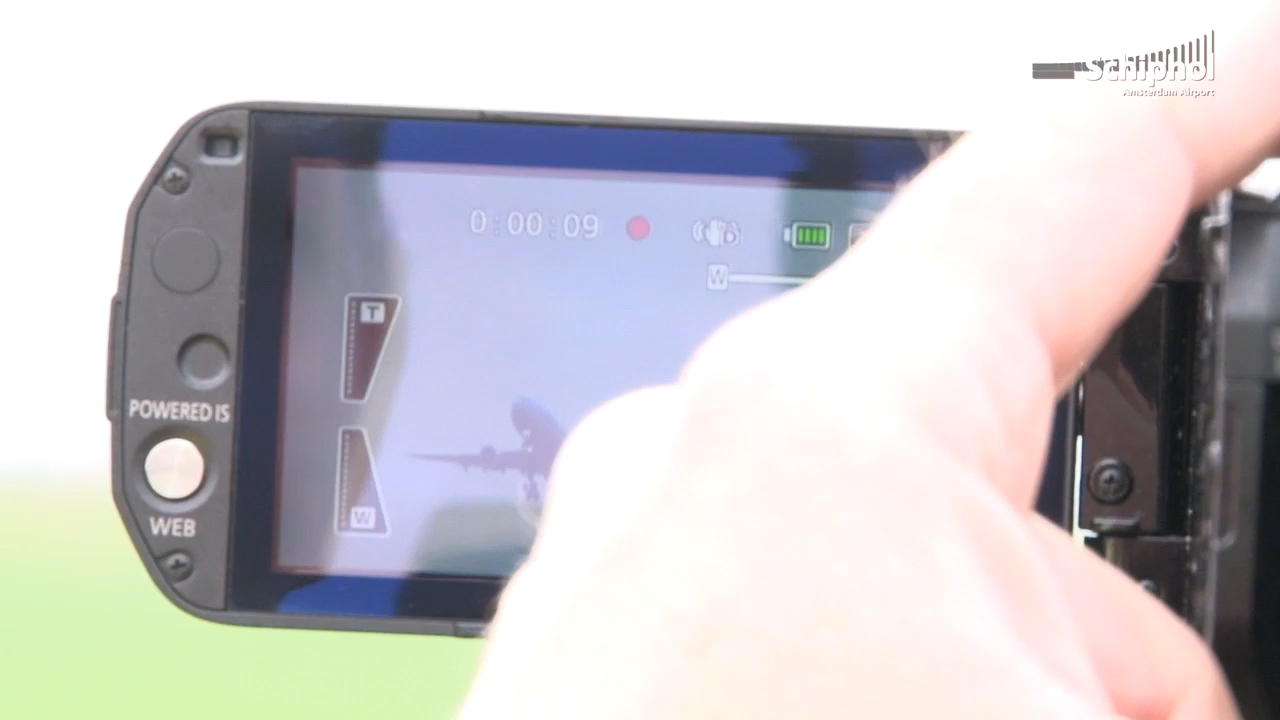 Schiphol
Amsterdam Airport
0:00:09
W
T
POWERED IS
W
WEB